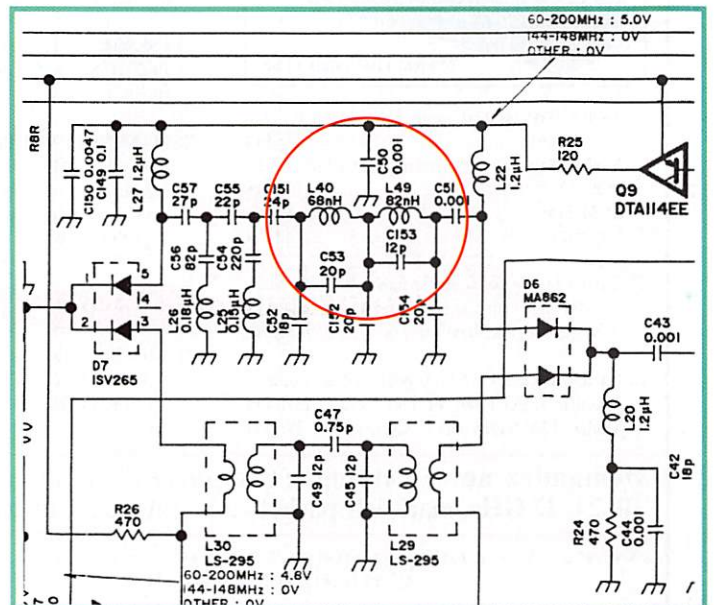 60-200MHz : 5.0V
144-148MHz : 0V
OTHER : 0V
R8R
C150 0.0047
C149 0.1
L27 1.2μH
C57
27p
C55
22p
C151
24p
L40
68nH
C50
0.001
L49
82nH
C51
0.001
L22
1.2μH
R25
120
Q9
DTA114EE
C56
82p
C54
220p
C53
20p
C153
12p
L26
0.18μH
L25
0.15μH
C52
18p
C152
20p
C154
20p
5
4
2
3
D7
ISV265
D6
MA862
C43
0.001
C47
0.75p
L20
1.2μH
C49 12p
C45 12p
C42
18p
R26
470
L30
LS-295
L29
LS-295
R24
470
C44
0.001
60-200MHz : 4.8V
144-148MHz : 0V
OTHER : 0V